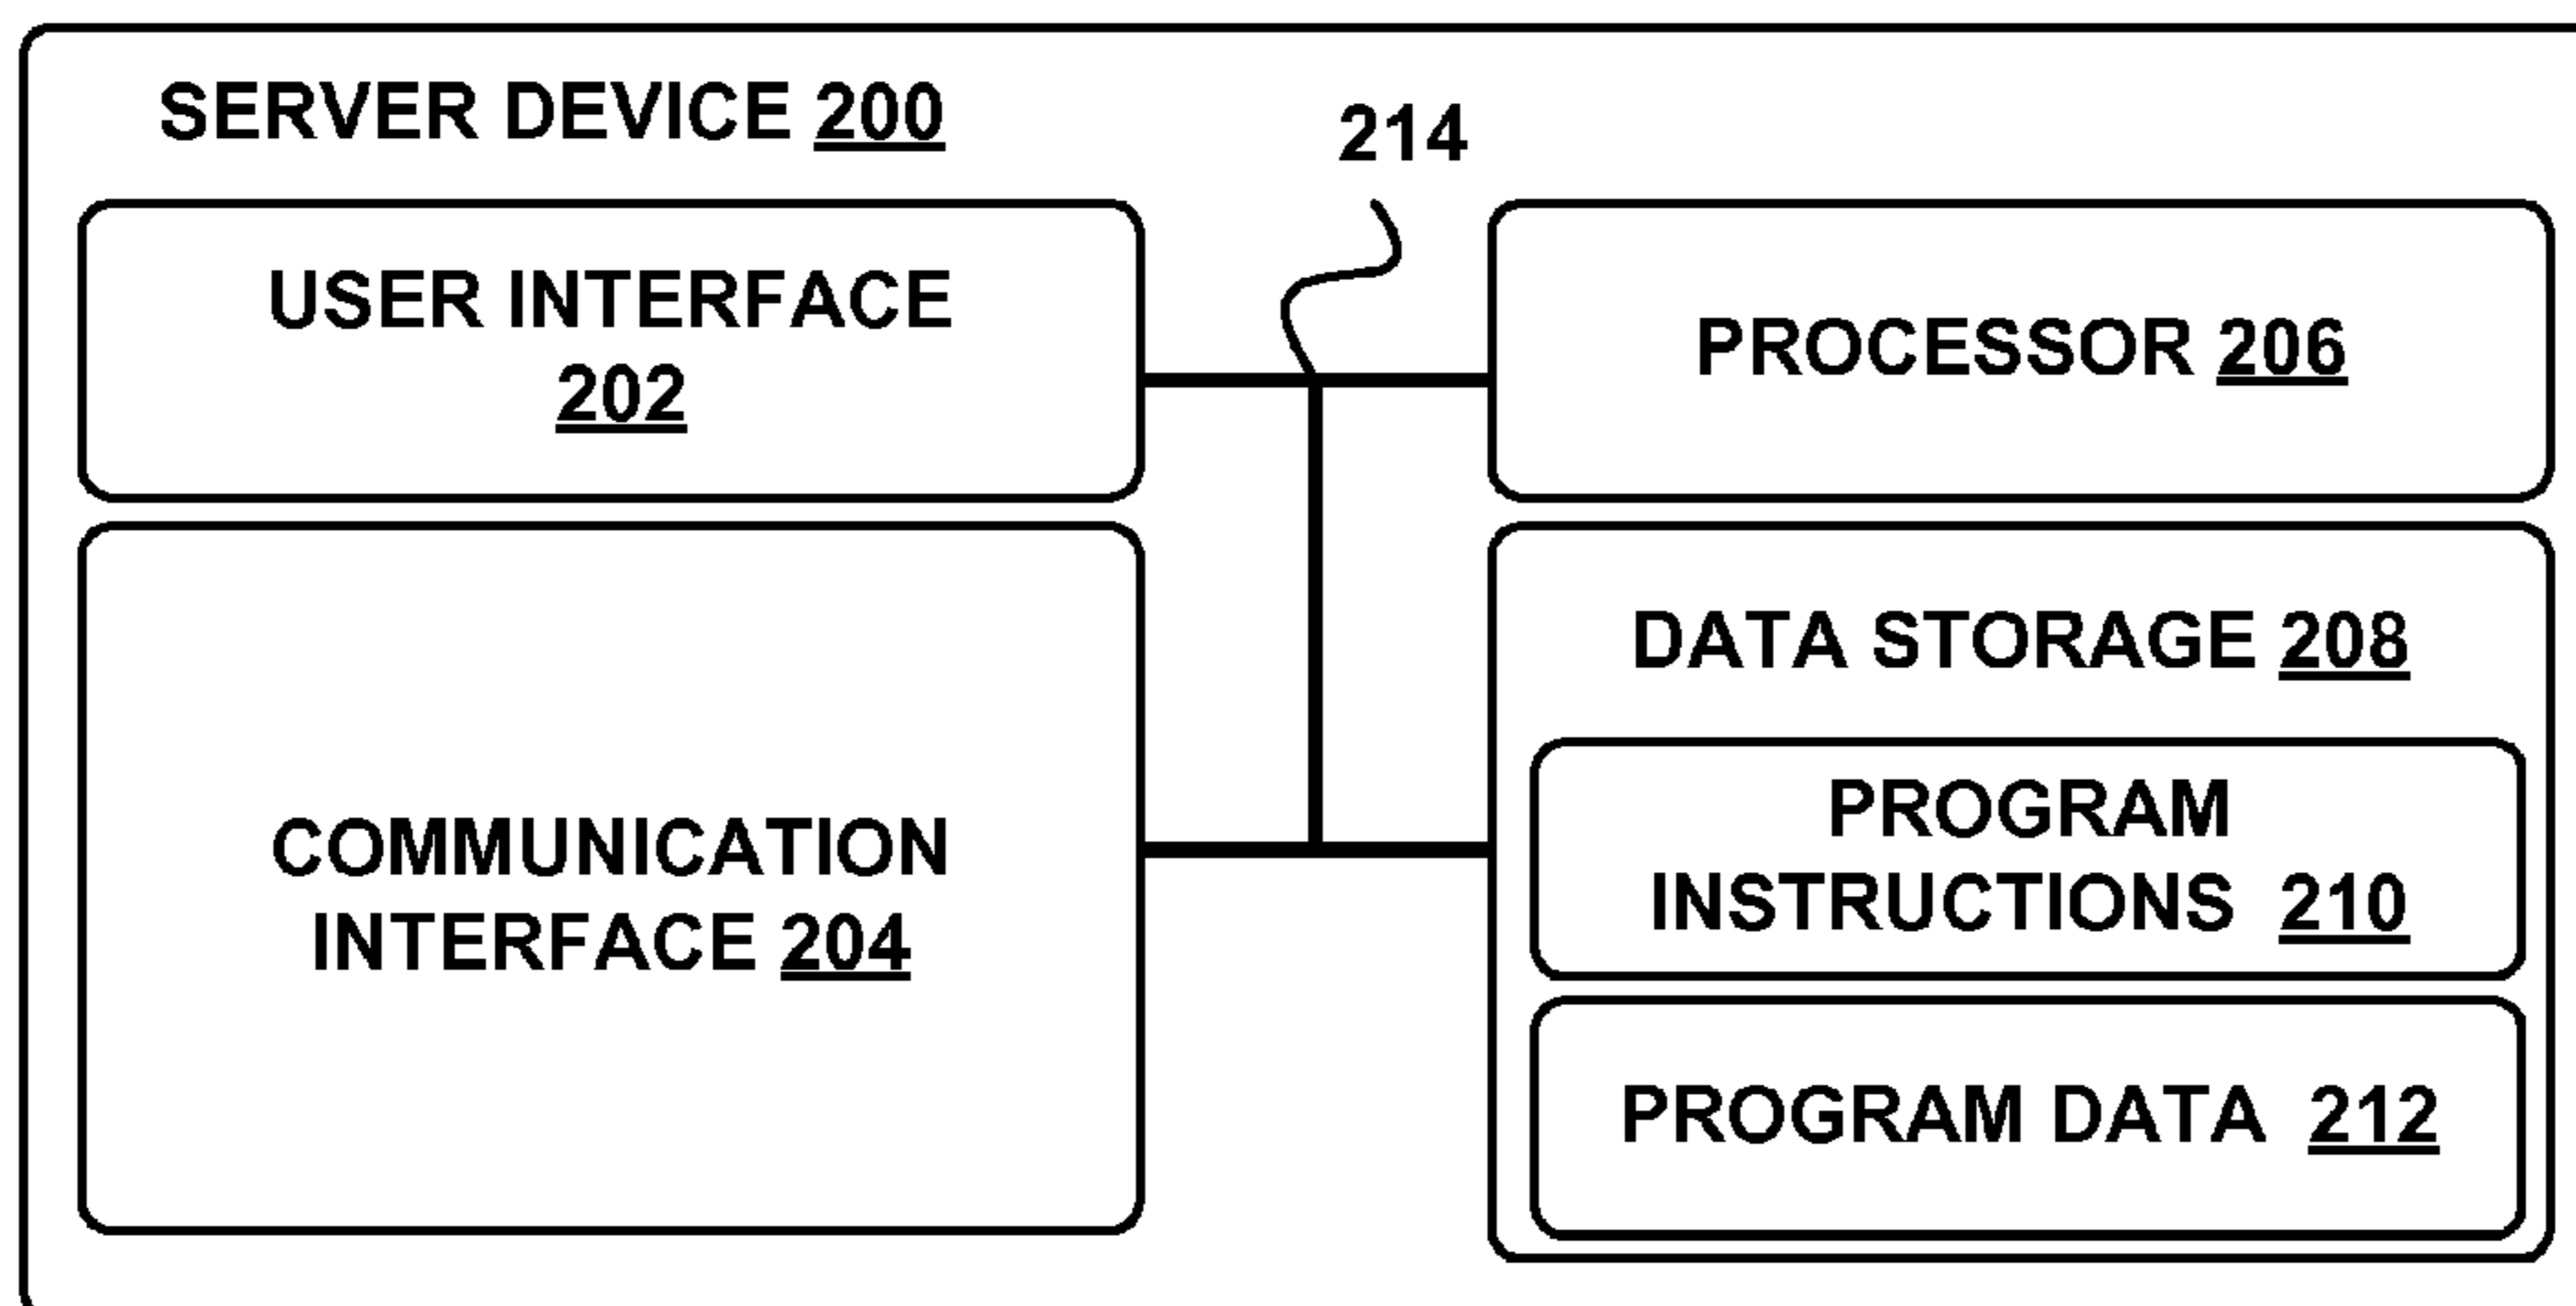 SERVER DEVICE 200
214
USER INTERFACE
202
PROCESSOR 206
COMMUNICATION
INTERFACE 204
DATA STORAGE 208
PROGRAM
INSTRUCTIONS 210
PROGRAM DATA 212